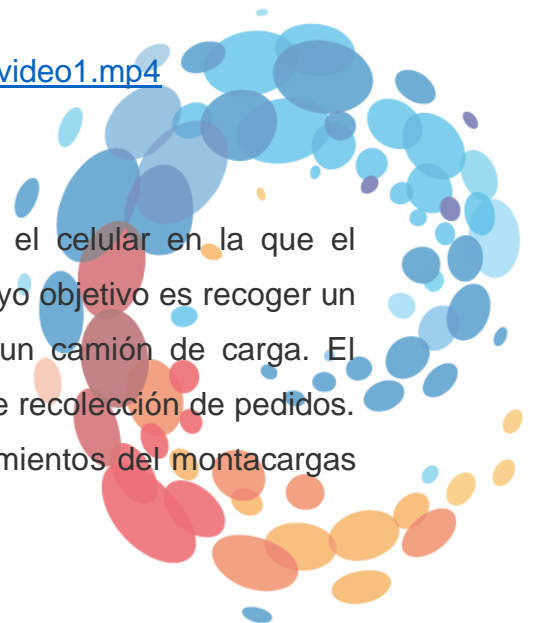 video1.mp4
el celular en la que el
yo objetivo es recoger un
un camión de carga. El
e recolección de pedidos.
mientos del montacargas